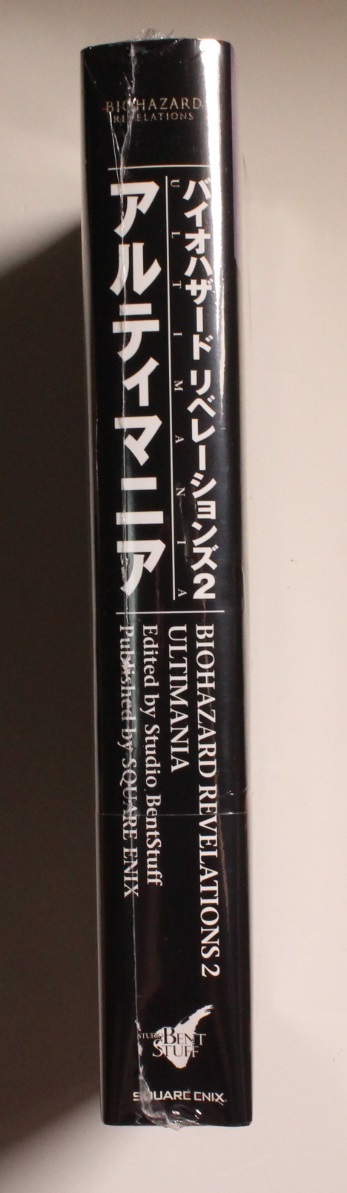 BIOHAZARD
REVELATIONS
バイオハザード リベレーションズ2
ULTIMANIA
アルティマニア
BIOHAZARD REVELATIONS 2
ULTIMANIA
Edited by Studio BentStuff
Published by SQUARE ENIX
STUDIO BENT
STUFF
SQUARE ENIX